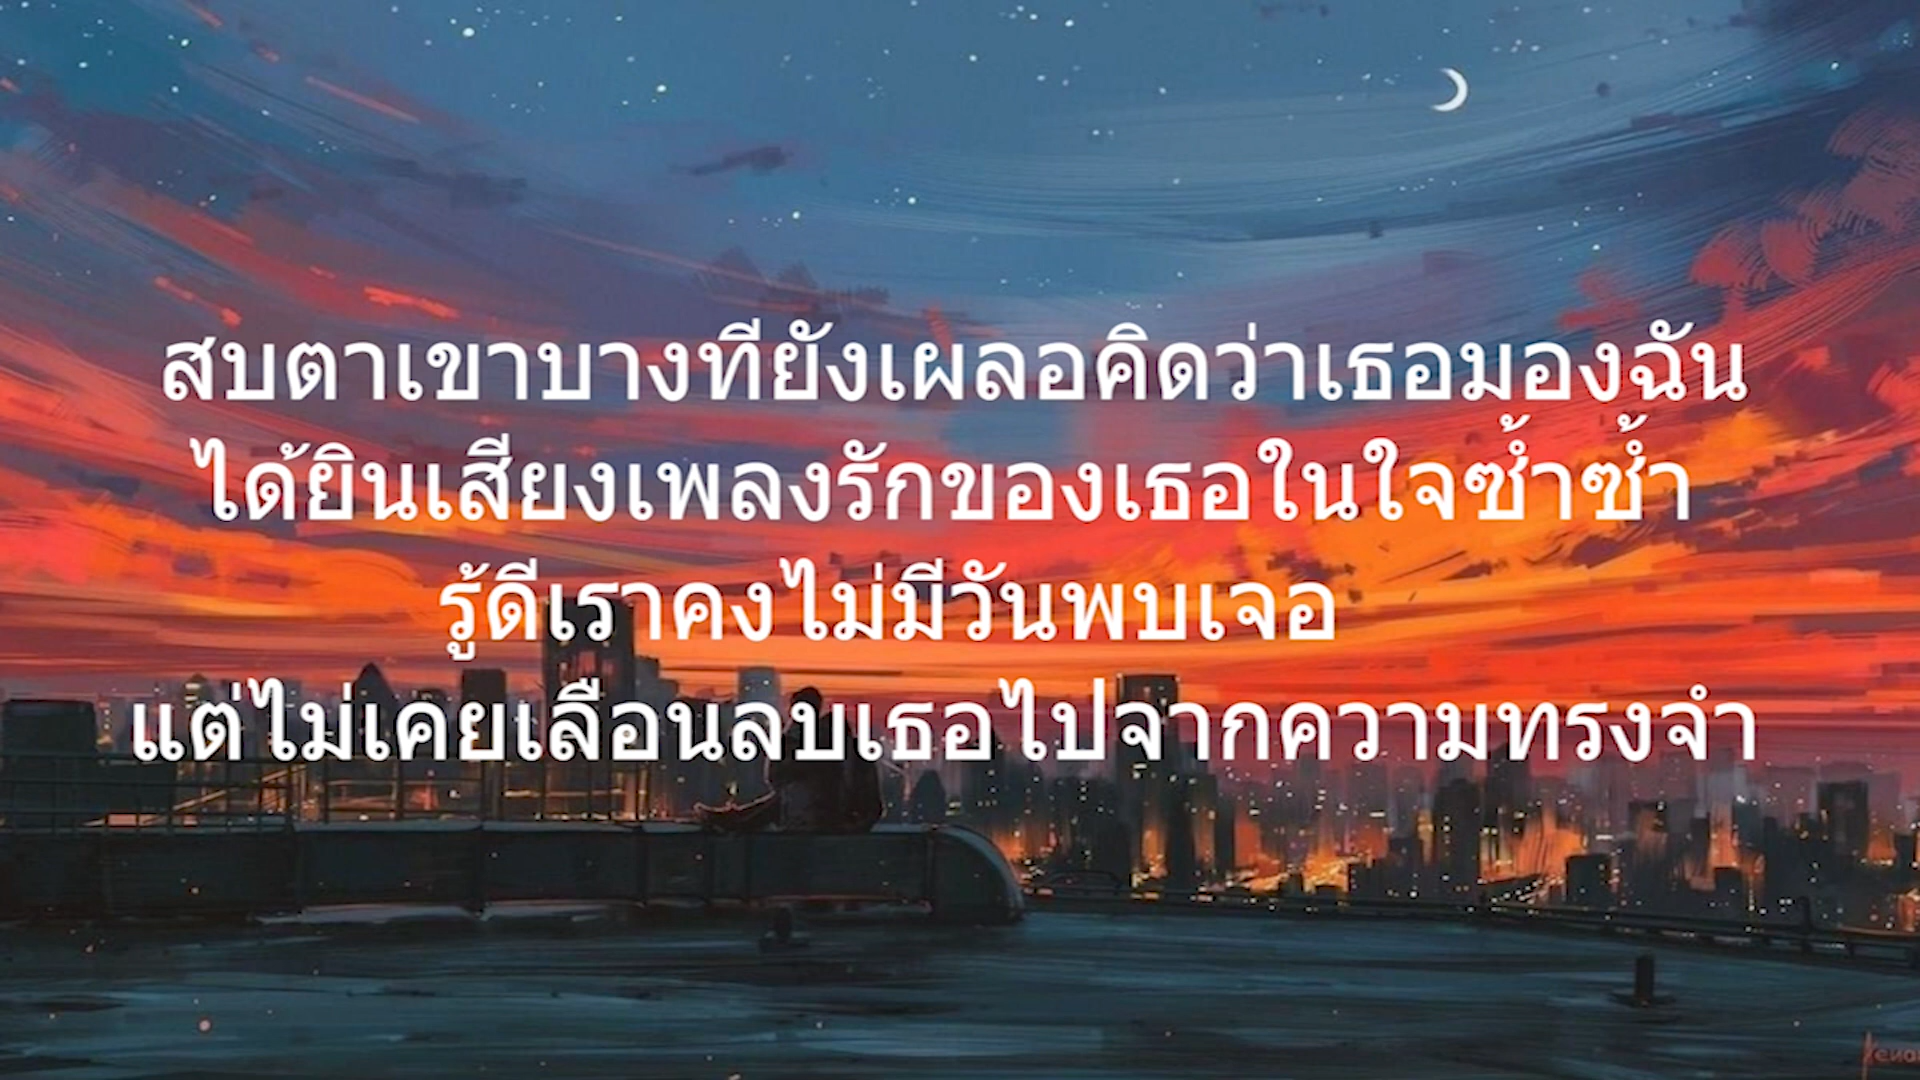 สบตาเขาบางทียังเผลอคิดว่าเธอมองฉัน
ได้ยินเสียงเพลงรักของเธอในใจซ้ำซ้ำ
รู้ดีเราคงไม่มีวันพบเจอ
แต่ไม่เคยเลือนลบเธอไปจากความทรงจำ